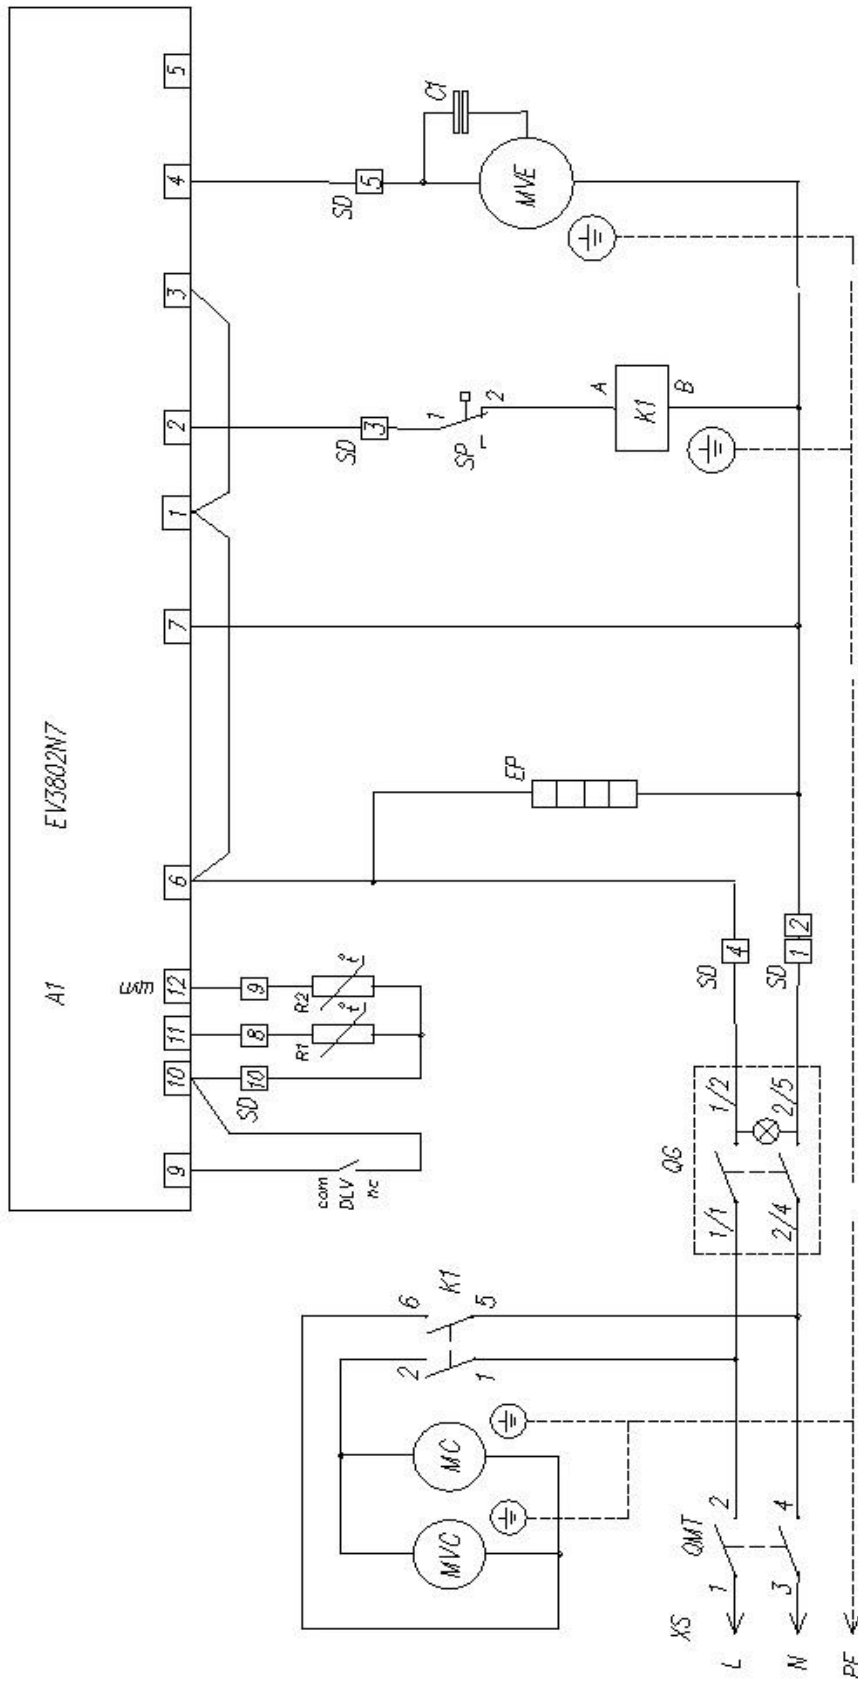 A1 EV3802N7
щуп
9 10 11 12 6 7 1 2 3 4 5
SD 10 8 9
R1 t° R2 t°
com
DLV
nc
SD 3
SD 5
C1
1
SP
L
2
6
2 K1
1 5
MVC MC EP MVE
A
K1
B
QG
XS QMT
SD 4
L 1 2 1/1 1/2
SD 1 2
N 3 4 2/4 2/5
PE